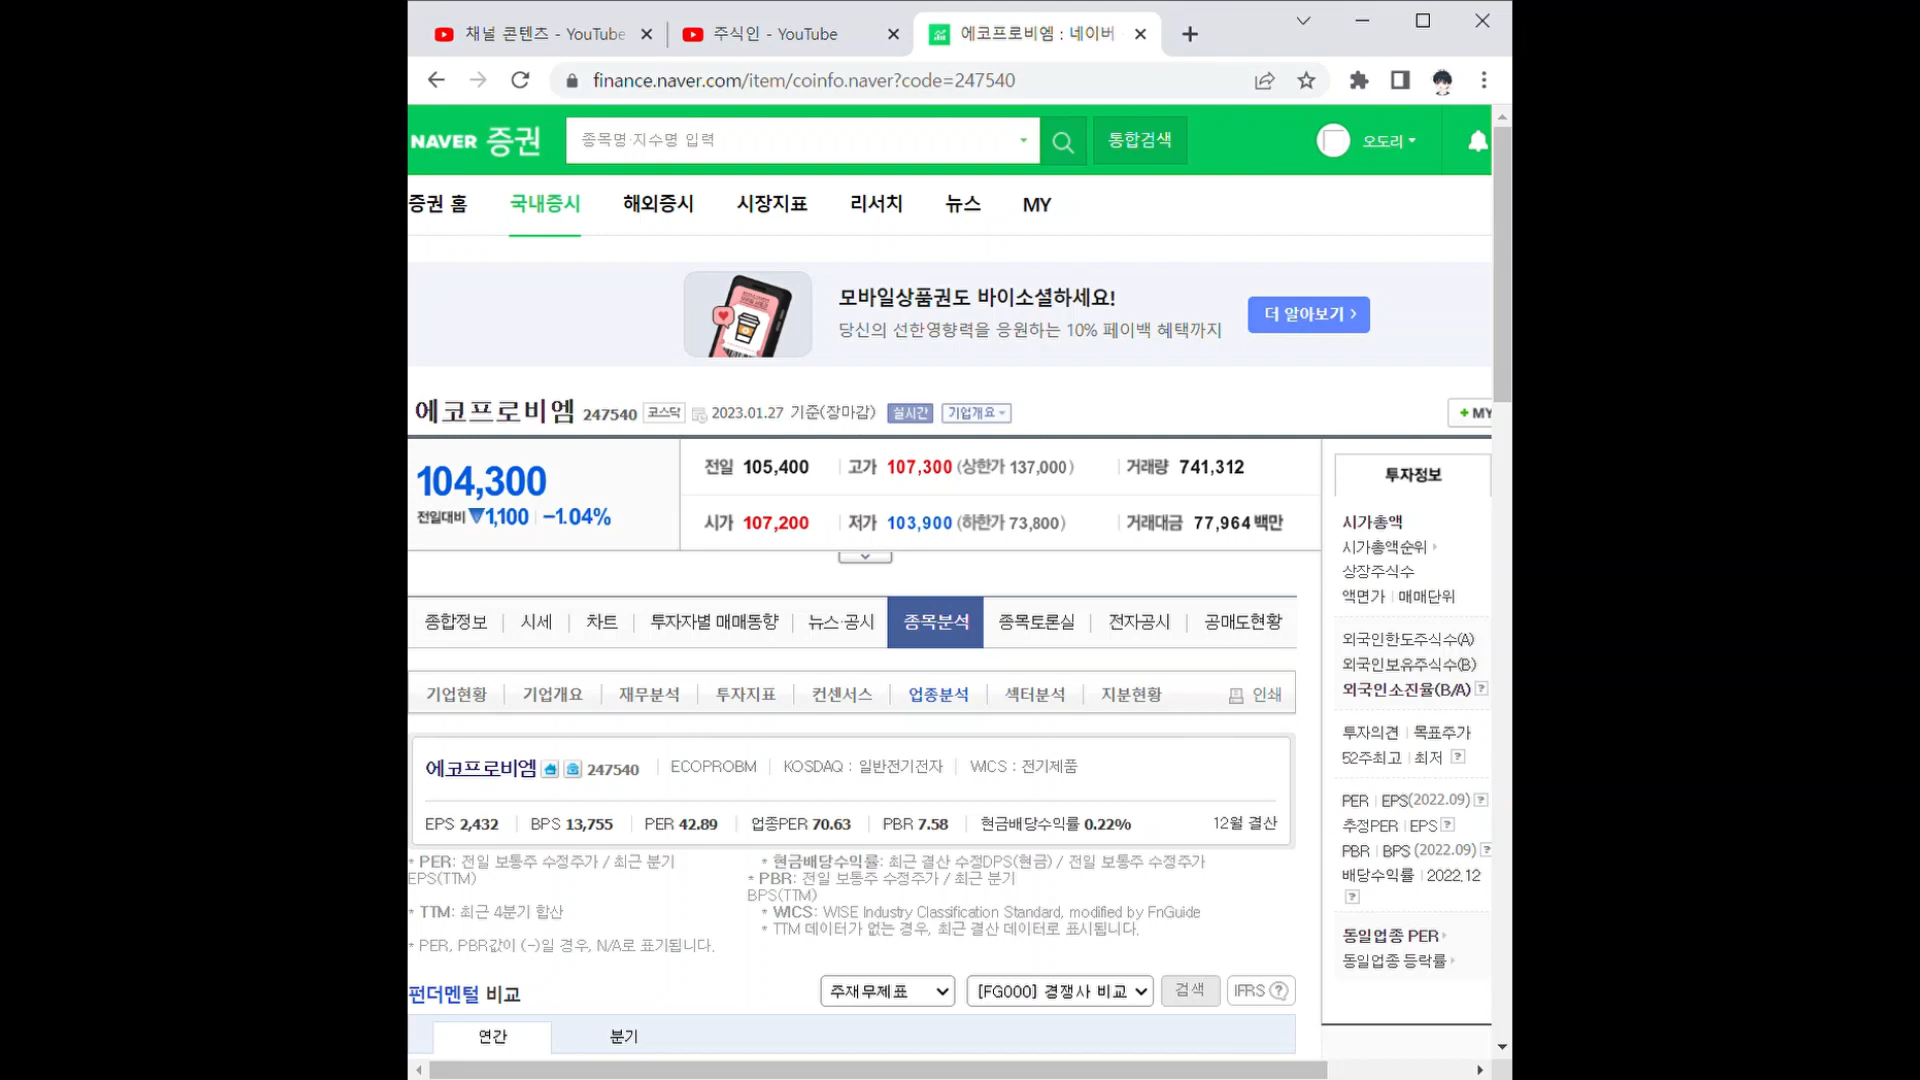 채널 콘텐츠 - YouTube
주식인 - YouTube
에코프로비엠 : 네이버
finance.naver.com/item/coinfo.naver?code=247540
NAVER 증권
종목명·지수명 입력
통합검색
오도리
증권 홈 국내증시 해외증시 시장지표 리서치 뉴스 MY
모바일상품권도 바이소셜하세요!
당신의 선한영향력을 응원하는 10% 페이백 혜택까지
더 알아보기 ›
에코프로비엠 247540 코스닥 2023.01.27 기준(장마감) 실시간 기업개요
+ MY
104,300
전일대비 ▼1,100 | -1.04%
전일 105,400 | 고가 107,300 (상한가 137,000) | 거래량 741,312
시가 107,200 | 저가 103,900 (하한가 73,800) | 거래대금 77,964 백만
종합정보 | 시세 | 차트 | 투자자별 매매동향 | 뉴스·공시 종목분석 종목토론실 | 전자공시 | 공매도현황
기업현황 | 기업개요 | 재무분석 | 투자지표 | 컨센서스 | 업종분석 | 섹터분석 | 지분현황 인쇄
에코프로비엠 247540 | ECOPROBM | KOSDAQ : 일반전기전자 | WICS : 전기제품
EPS 2,432 | BPS 13,755 | PER 42.89 | 업종PER 70.63 | PBR 7.58 | 현금배당수익률 0.22% 12월 결산
* PER: 전일 보통주 수정주가 / 최근 분기
EPS(TTM)
* TTM: 최근 4분기 합산
* PER, PBR값이 (-)일 경우, N/A로 표기됩니다.
* 현금배당수익률: 최근 결산 수정DPS(현금) / 전일 보통주 수정주가
* PBR: 전일 보통주 수정주가 / 최근 분기
BPS(TTM)
* WICS: WISE Industry Classification Standard, modified by FnGuide
* TTM 데이터가 없는 경우, 최근 결산 데이터로 표시됩니다.
펀더멘털 비교
주재무제표
[FG000] 경쟁사 비교
검색
IFRS ?
연간 분기
투자정보
시가총액
시가총액순위
상장주식수
액면가 | 매매단위
외국인한도주식수(A)
외국인보유주식수(B)
외국인소진율(B/A) ?
투자의견 | 목표주가
52주최고 | 최저 ?
PER | EPS(2022.09) ?
추정PER | EPS ?
PBR | BPS (2022.09) ?
배당수익률 | 2022.12
?
동일업종 PER
동일업종 등락률